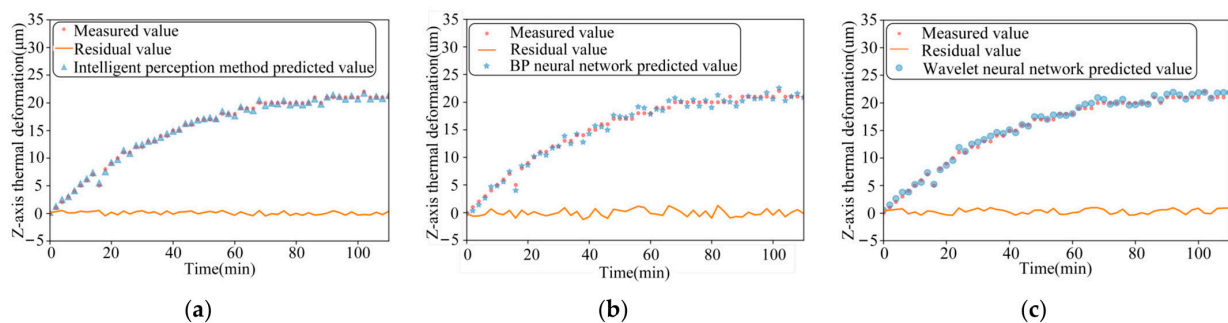 35
30
25
20
15
10
5
0
−5
Z-axis thermal deformation(um)
Measured value
Residual value
Intelligent perception method predicted value
0 20 40 60 80 100
Time(min)
(a)
35
30
25
20
15
10
5
0
−5
Z-axis thermal deformation(um)
Measured value
Residual value
BP neural network predicted value
0 20 40 60 80 100
Time(min)
(b)
35
30
25
20
15
10
5
0
−5
Z-axis thermal deformation(um)
Measured value
Residual value
Wavelet neural network predicted value
0 20 40 60 80 100
Time(min)
(c)